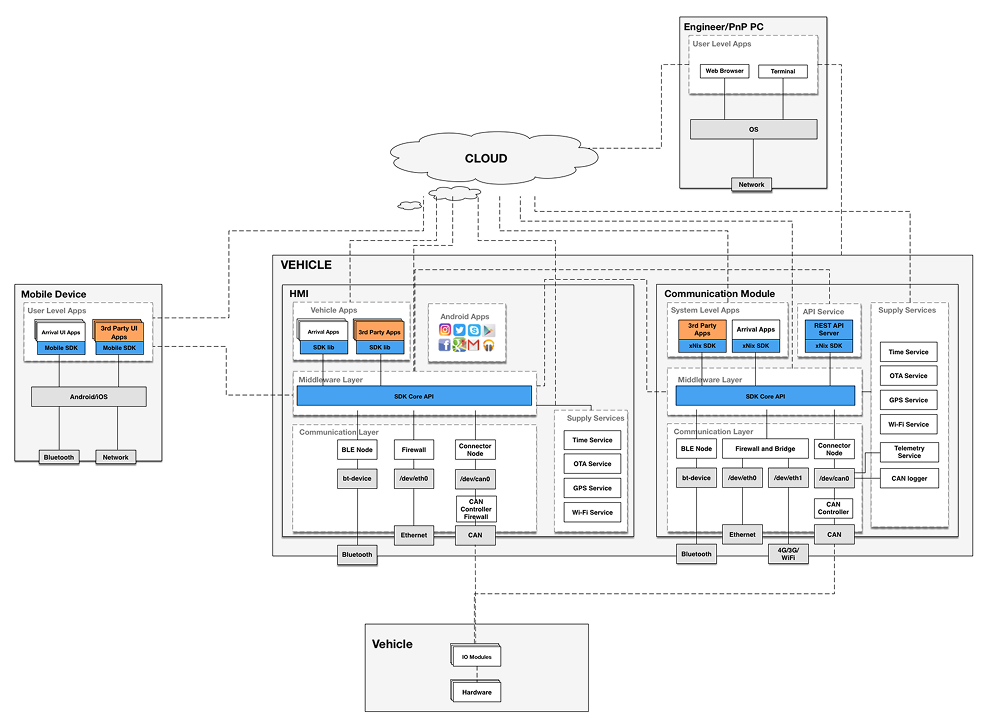 Engineer/PnP PC
User Level Apps
Web Browser
Terminal
OS
Network
CLOUD
Mobile Device
User Level Apps
Arrival UI Apps
Mobile SDK
3rd Party UI
Apps
Mobile SDK
Android/iOS
Bluetooth
Network
VEHICLE
HMI
Vehicle Apps
Arrival Apps
SDK lib
3rd Party Apps
SDK lib
Android Apps
Middleware Layer
SDK Core API
Communication Layer
BLE Node
Firewall
Connector
Node
bt-device
/dev/eth0
/dev/can0
CAN
Controller
Firewall
Bluetooth
Ethernet
CAN
Supply Services
Time Service
OTA Service
GPS Service
Wi-Fi Service
Communication Module
System Level Apps
3rd Party
Apps
xNix SDK
Arrival Apps
xNix SDK
API Service
REST API
Server
xNix SDK
Middleware Layer
SDK Core API
Communication Layer
BLE Node
Firewall and Bridge
Connector
Node
bt-device
/dev/eth0
/dev/eth1
/dev/can0
CAN
Controller
Bluetooth
Ethernet
4G/3G/
WiFi
CAN
Supply Services
Time Service
OTA Service
GPS Service
Wi-Fi Service
Telemetry
Service
CAN logger
Vehicle
IO Modules
Hardware